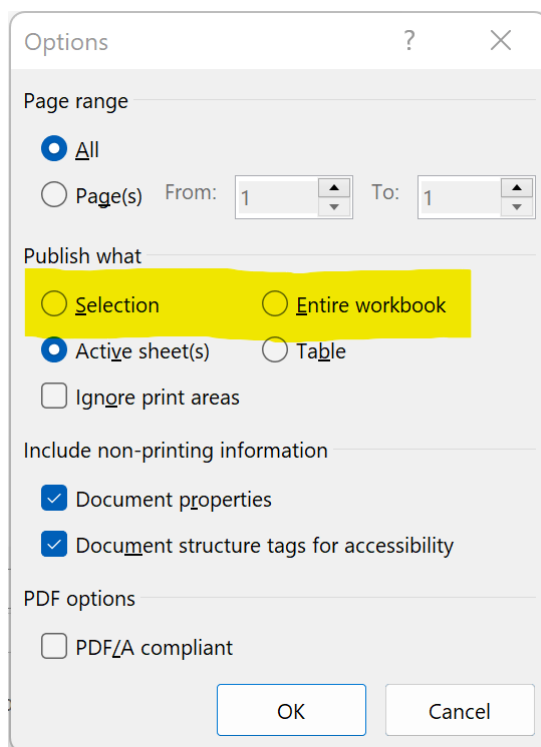 Options ?
Page range
All
Page(s) From: 1 To: 1
Publish what
Selection Entire workbook
Active sheet(s) Table
Ignore print areas
Include non-printing information
Document properties
Document structure tags for accessibility
PDF options
PDF/A compliant
OK Cancel